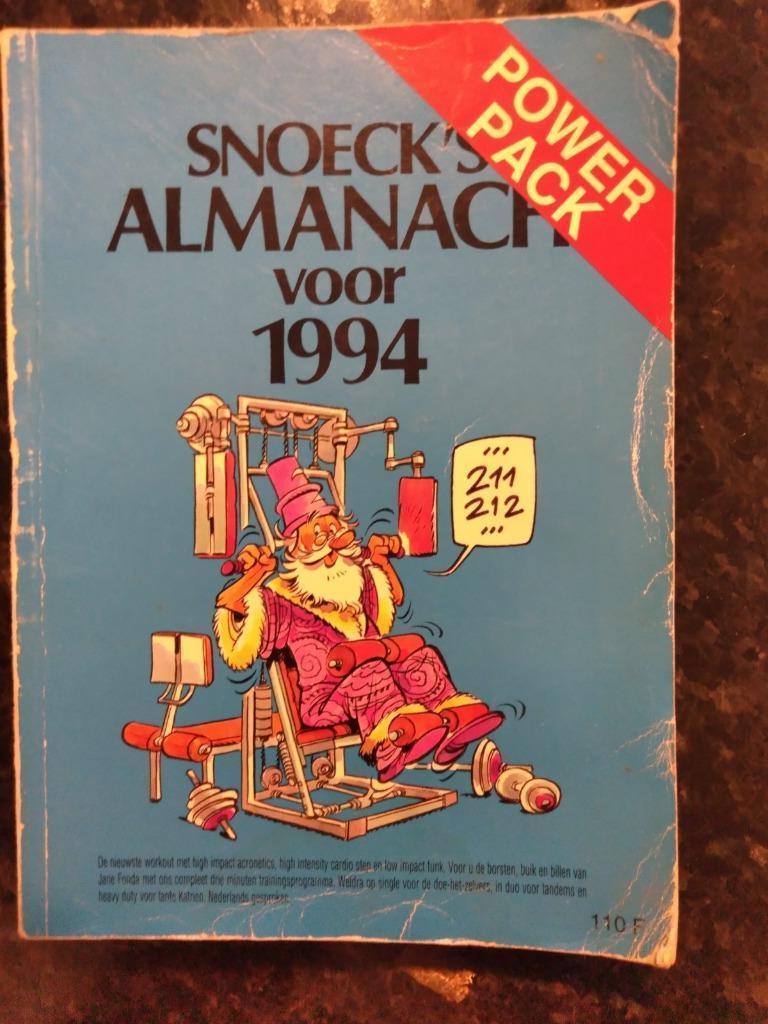 POWER
PACK
SNOECK'S
ALMANACH
voor
1994
...
211
212
...
De nieuwste workout met high impact acronetics, high intensity cardio step en low impact funk. Voor u de borsten, buik en billen van
Jane Fonda met ons compleet drie minuten trainingsprogramma. Weldra op single voor de doe-het-zelvers, in duo voor tandems en
heavy duty voor tante Katrien. Nederlands gesproken.
110 F